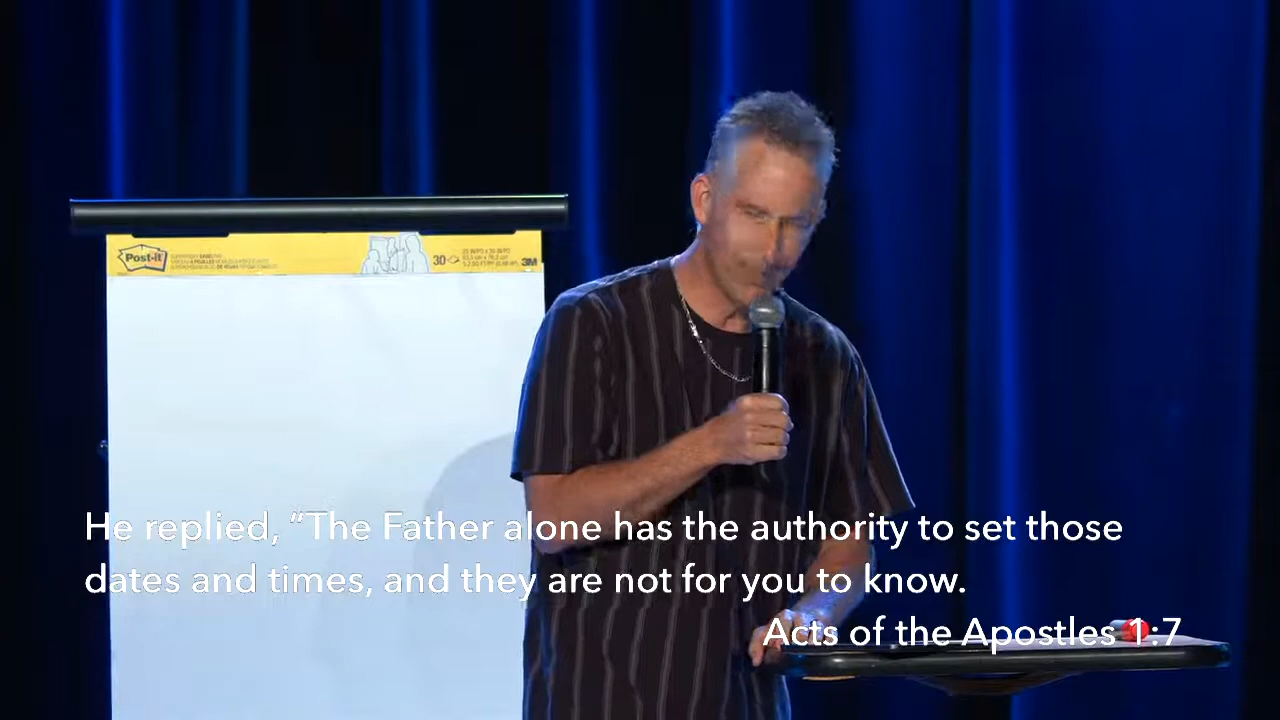 Post-it
30
3M
He replied, “The Father alone has the authority to set those
dates and times, and they are not for you to know.
Acts of the Apostles 1:7